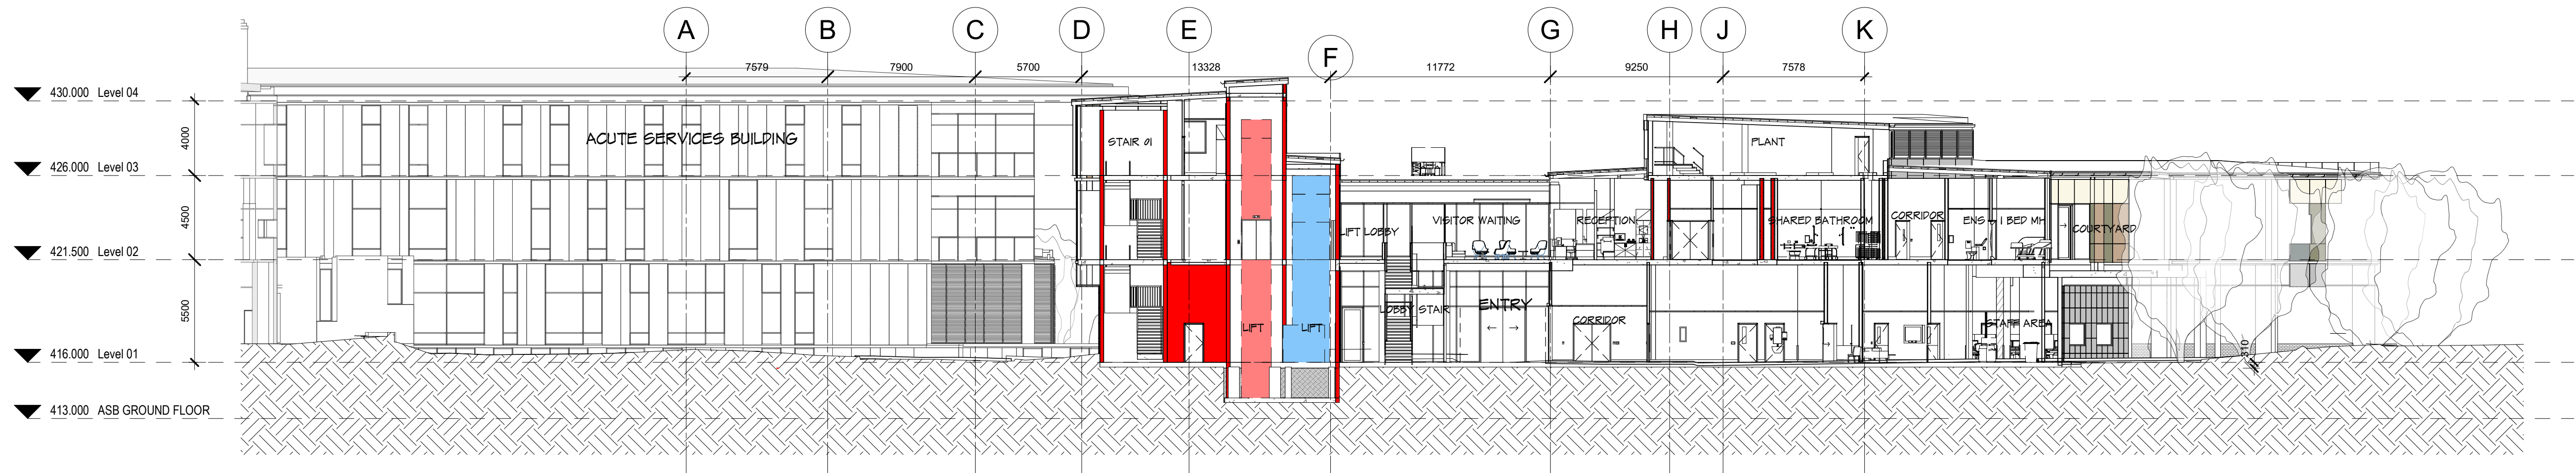 A B C D E F G H J K
7579 7900 5700 13328 11772 9250 7578
430.000 Level 04
4000
ACUTE SERVICES BUILDING
STAIR 01
PLANT
426.000 Level 03
4500
LIFT LOBBY
VISITOR WAITING
RECEPTION
SHARED BATHROOM
CORRIDOR
ENS
1 BED MH
COURTYARD
421.500 Level 02
5500
LIFT
LIFT
LOBBY STAIR
ENTRY
CORRIDOR
STAFF AREA
416.000 Level 01
310
413.000 ASB GROUND FLOOR